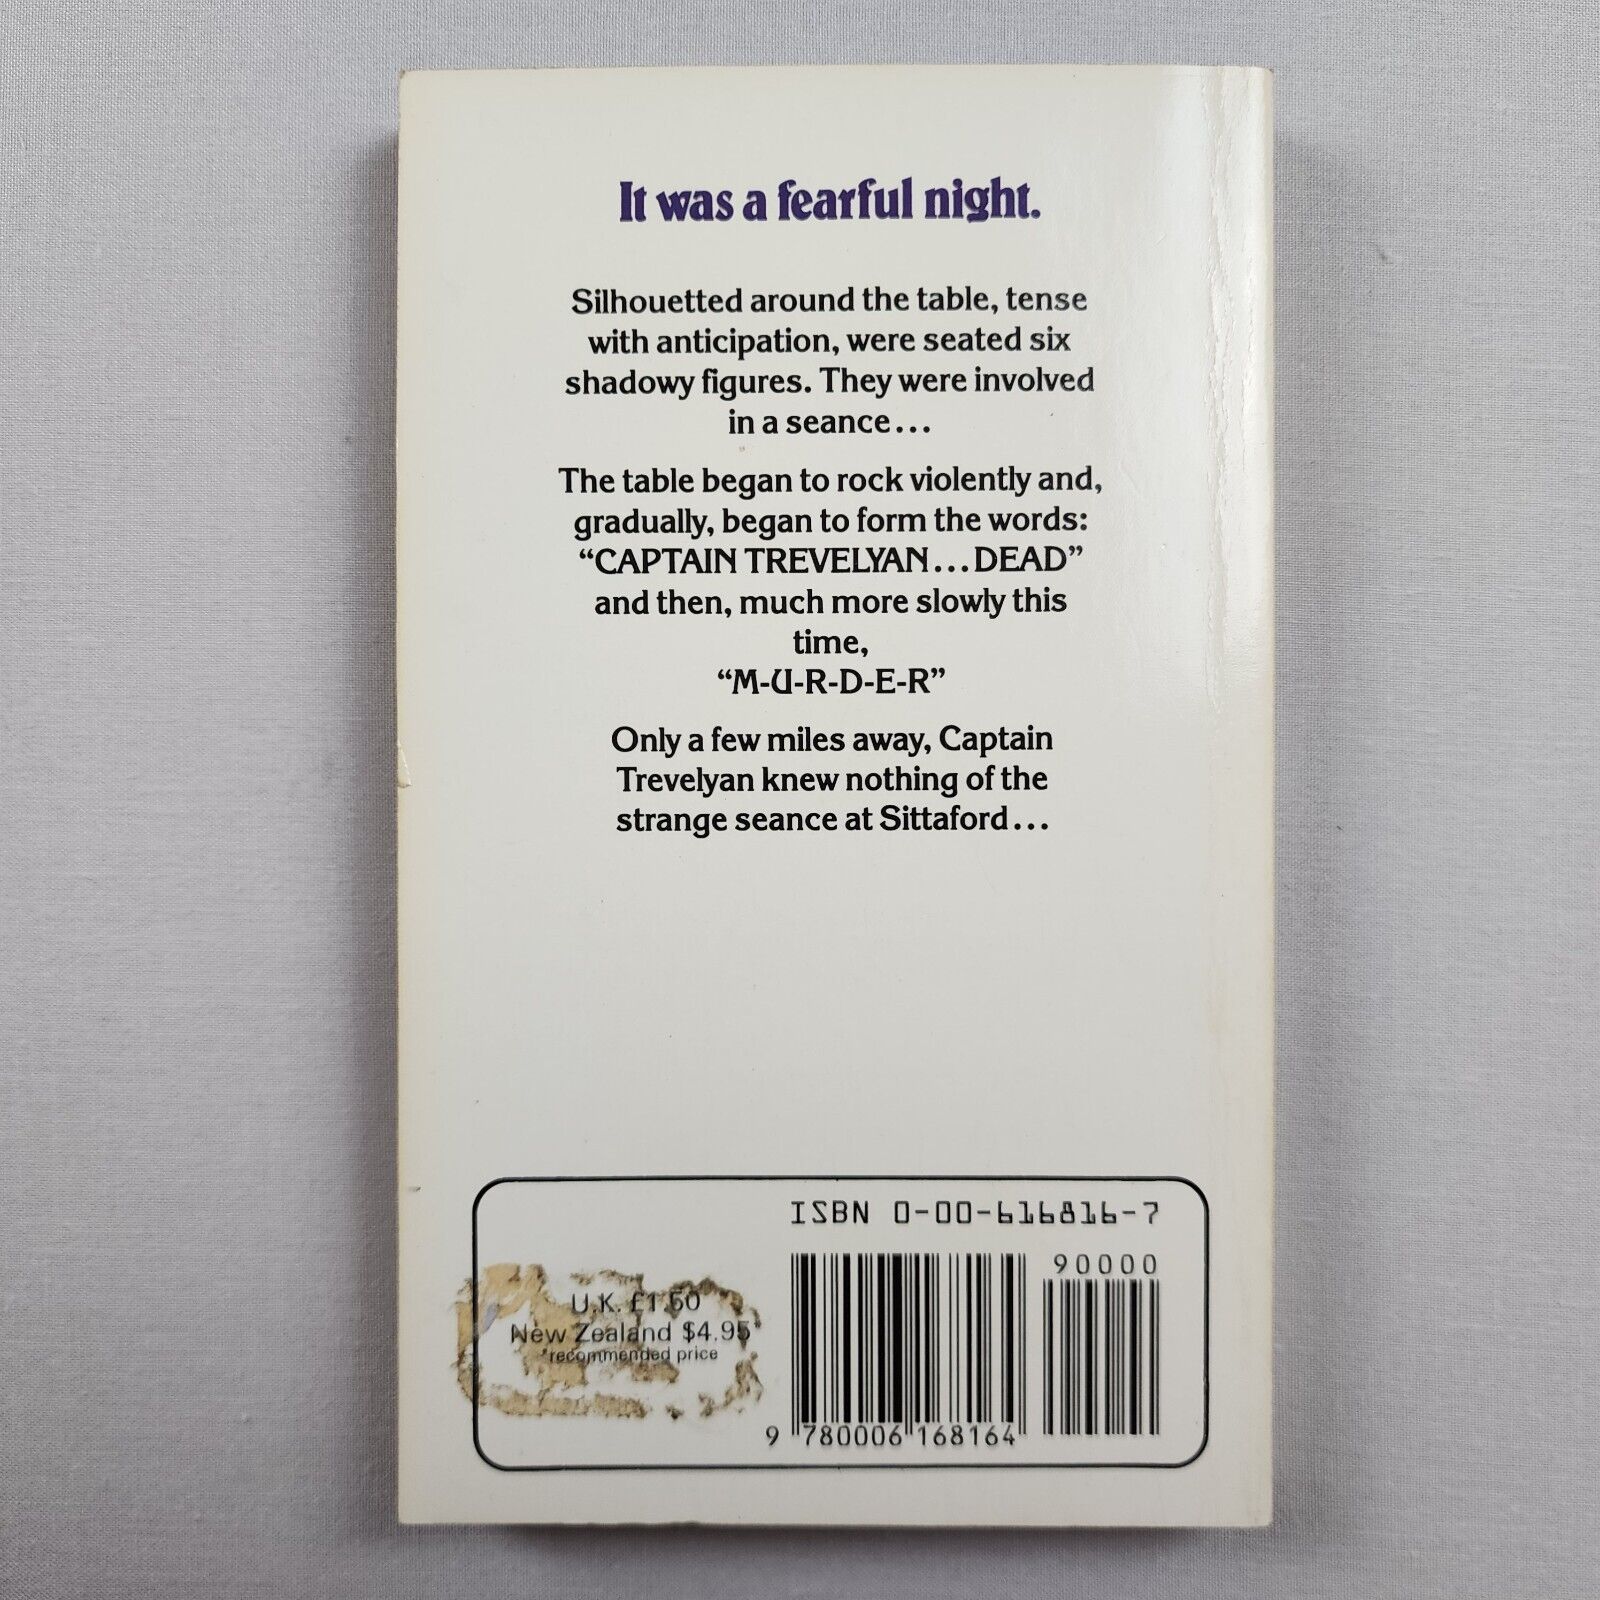 It was a fearful night.
Silhouetted around the table, tense
with anticipation, were seated six
shadowy figures. They were involved
in a seance...
The table began to rock violently and,
gradually, began to form the words:
“CAPTAIN TREVELYAN...DEAD”
and then, much more slowly this
time,
“M-U-R-D-E-R”
Only a few miles away, Captain
Trevelyan knew nothing of the
strange seance at Sittaford...
ISBN 0-00-616816-7
90000
U.K. £1.50
New Zealand $4.95*
*recommended price
9 780006 168164